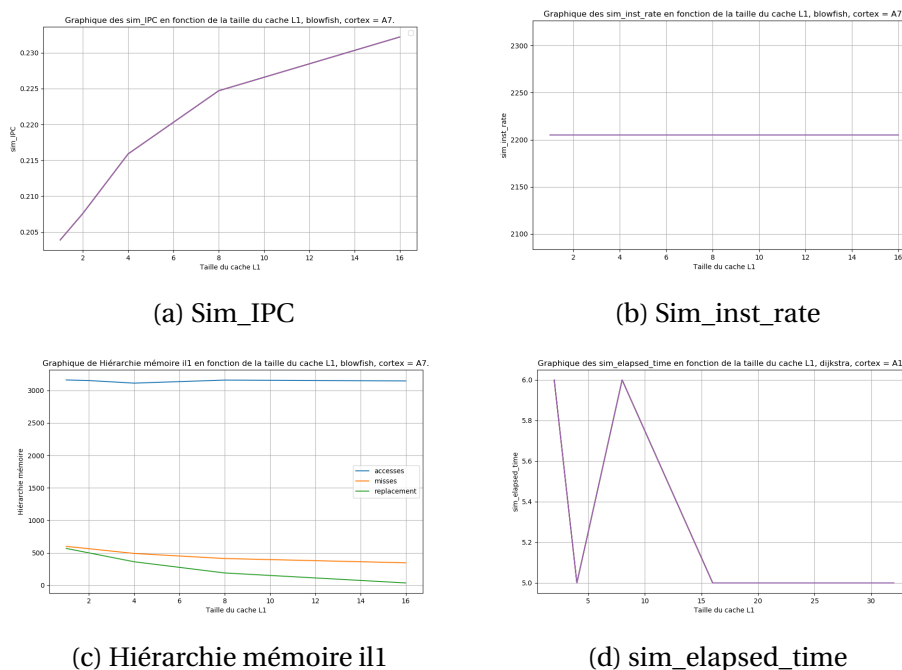 Graphique des sim_IPC en fonction de la taille du cache L1, blowfish, cortex = A7.
0.230
0.225
0.220
0.215
0.210
0.205
sim_IPC
2 4 6 8 10 12 14 16
Taille du cache L1
(a) Sim_IPC
Graphique des sim_inst_rate en fonction de la taille du cache L1, blowfish, cortex = A7
2300
2250
2200
2150
2100
sim_inst_rate
2 4 6 8 10 12 14 16
Taille du cache L1
(b) Sim_inst_rate
Graphique de Hiérarchie mémoire il1 en fonction de la taille du cache L1, blowfish, cortex = A7.
3000
2500
2000
1500
1000
500
0
Hiérarchie mémoire
accesses
misses
replacement
2 4 6 8 10 12 14 16
Taille du cache L1
(c) Hiérarchie mémoire il1
Graphique des sim_elapsed_time en fonction de la taille du cache L1, dijkstra, cortex = A1
6.0
5.8
5.6
5.4
5.2
5.0
sim_elapsed_time
5 10 15 20 25 30
Taille du cache L1
(d) sim_elapsed_time